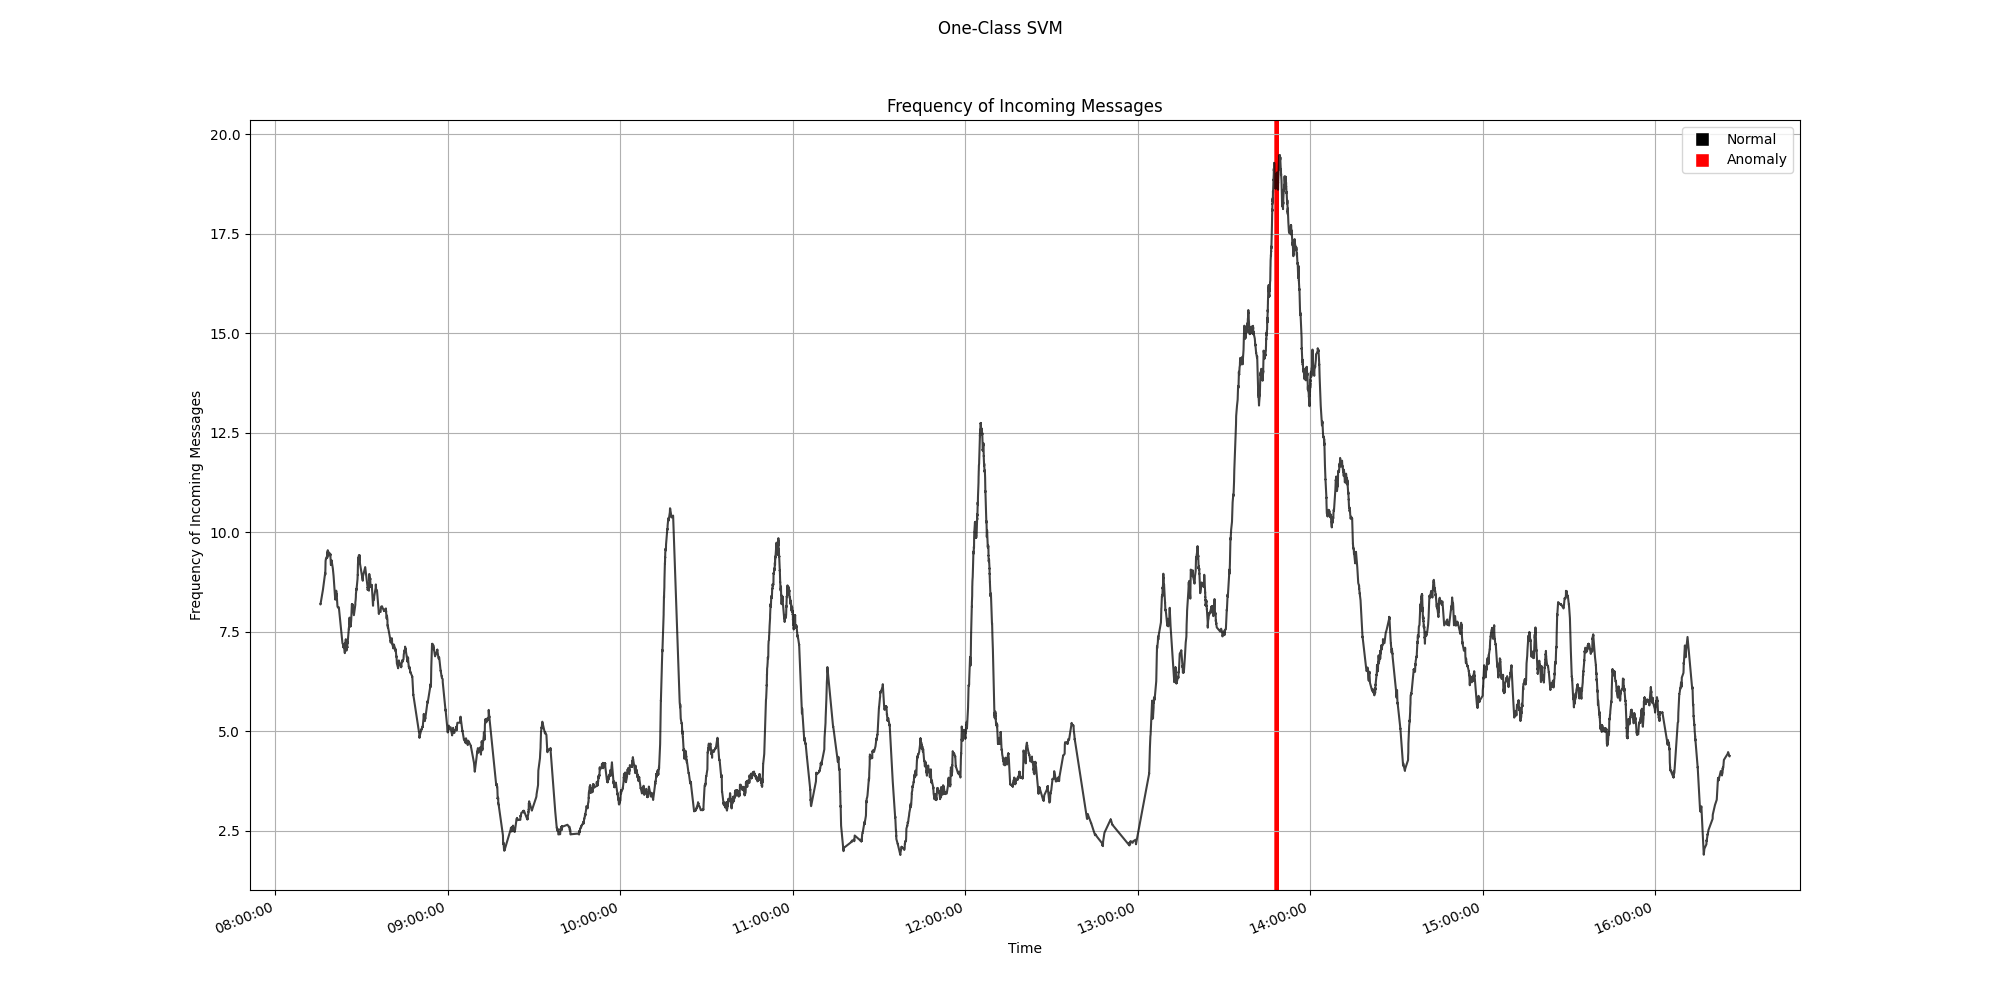 One-Class SVM
Frequency of Incoming Messages
20.0
17.5
15.0
12.5
10.0
7.5
5.0
2.5
Frequency of Incoming Messages
Normal
Anomaly
08:00:00
09:00:00
10:00:00
11:00:00
12:00:00
13:00:00
14:00:00
15:00:00
16:00:00
Time